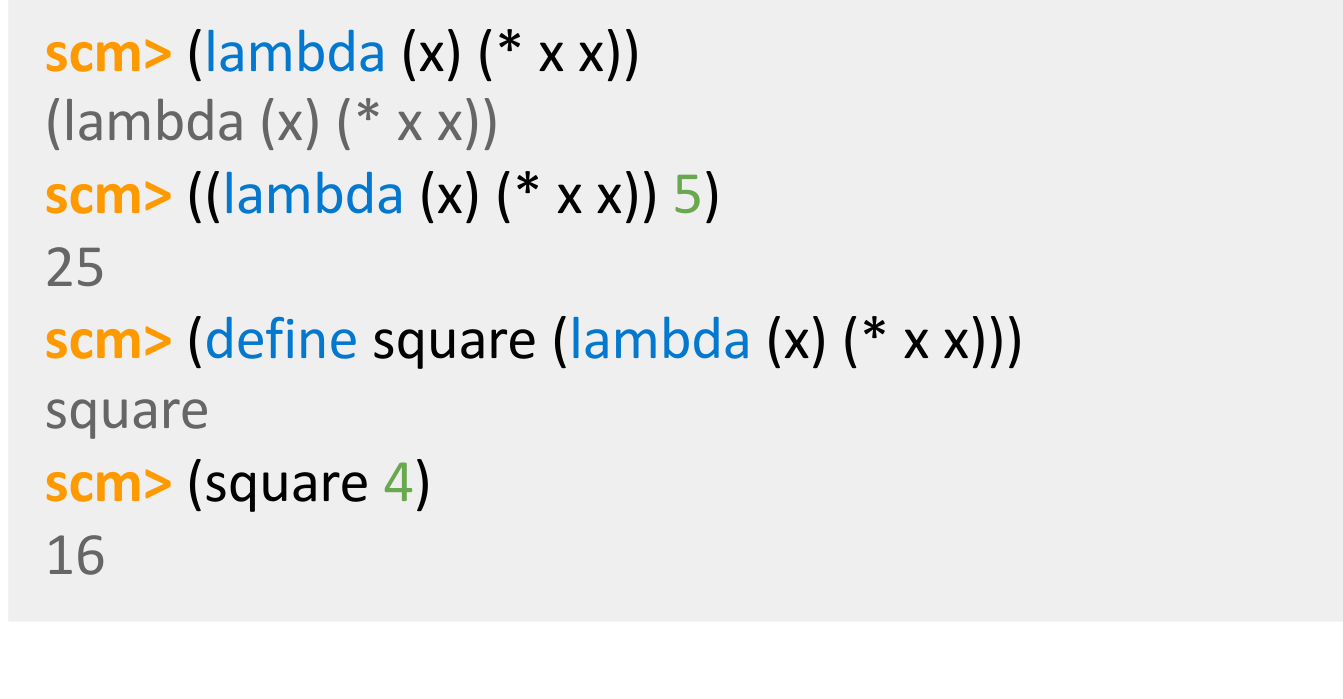 scm> (lambda (x) (* x x))
(lambda (x) (* x x))
scm> ((lambda (x) (* x x)) 5)
25
scm> (define square (lambda (x) (* x x)))
square
scm> (square 4)
16